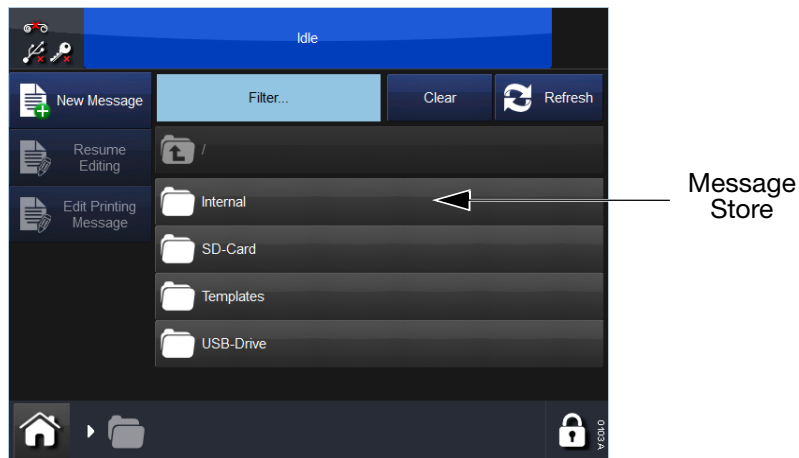 Idle
New Message
Filter...
Clear
Refresh
Resume
Editing
/
Edit Printing
Message
Internal
Message
Store
SD-Card
Templates
USB-Drive
0103 A